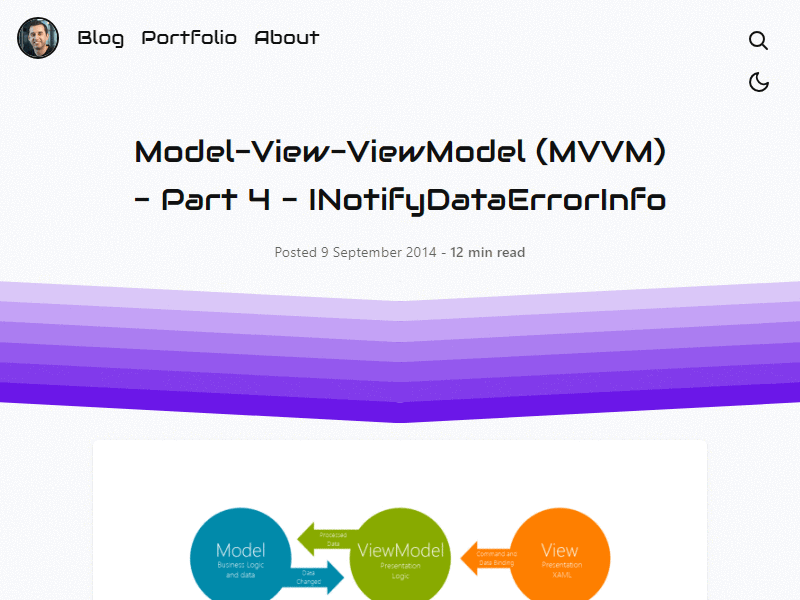 Blog Portfolio About
Model-View-ViewModel (MVVM)
- Part 4 - INotifyDataErrorInfo
Posted 9 September 2014 - 12 min read
Processed
Data
Model
Business Logic
and data
Data
Changed
ViewModel
Presentation
Logic
Command and
Data Binding
View
Presentation
XAML